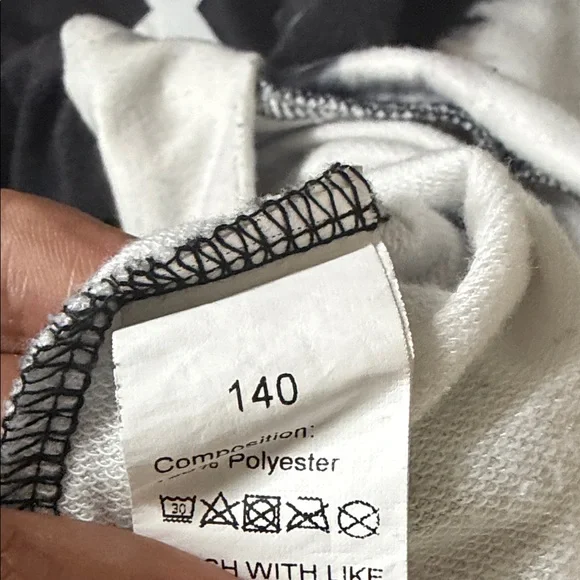 140
Composition:
Polyester
30
WITH LIKE